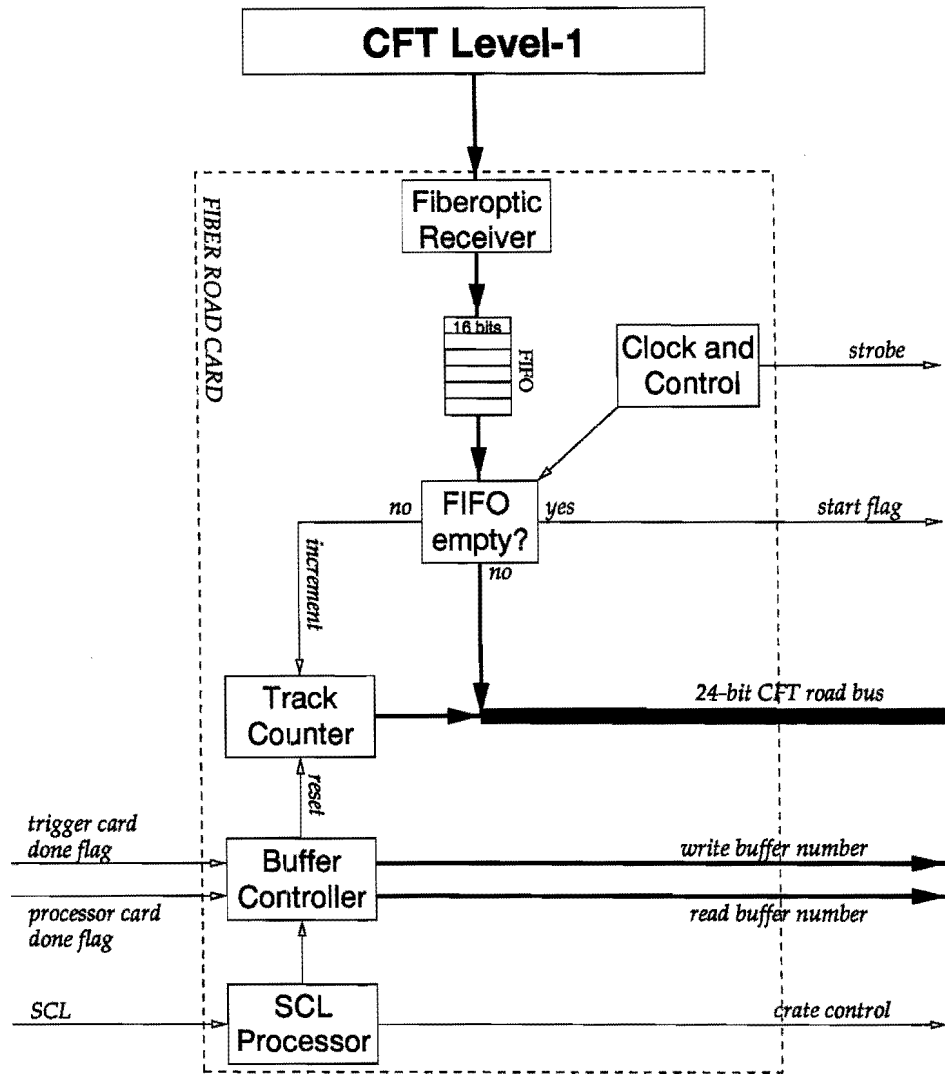 CFT Level-1
FIBER ROAD CARD
Fiberoptic
Receiver
16 bits
FIFO
Clock and
Control
strobe
no
FIFO
empty?
yes
start flag
no
increment
Track
Counter
24-bit CFT road bus
reset
trigger card
done flag
Buffer
Controller
write buffer number
processor card
done flag
read buffer number
SCL
SCL
Processor
crate control